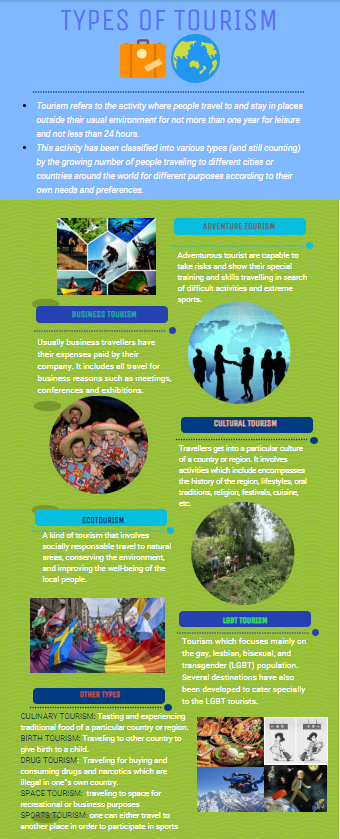 TYPES OF TOURISM
Tourism refers to the activity where people travel to and stay in places
outside their usual environment for not more than one year for leisure
and not less than 24 hours.
This activity has been classified into various types (and still counting)
by the growing number of people traveling to different cities or
countries around the world for different purposes according to their
own needs and preferences.
ADVENTURE TOURISM
Adventurous tourist are capable to
take risks and show their special
training and skills travelling in search
of difficult activities and extreme
sports.
BUSINESS TOURISM
Usually business travellers have
their expenses paid by their
company. It includes all travel for
business reasons such as meetings,
conferences and exhibitions.
CULTURAL TOURISM
Travellers get into a particular culture
of a country or region. It involves
activities which include encompasses
the history of the region, lifestyles, oral
traditions, religion, festivals, cuisine,
etc.
ECOTOURISM
A kind of tourism that involves
socially responsable travel to natural
areas, conserving the environment,
and improving the well-being of the
local people.
LGBT TOURISM
Tourism which focuses mainly on
the gay, lesbian, bisexual, and
transgender (LGBT) population.
Several destinations have also
been developed to cater specially
to the LGBT tourists.
OTHER TYPES
CULINARY TOURISM: Tasting and experiencing
traditional food of a particular country or region.
BIRTH TOURISM: Traveling to other country to
give birth to a child.
DRUG TOURISM: Traveling for buying and
consuming drugs and narcotics which are
illegal in one"s own country.
SPACE TOURISM: traveling to space for
recreational or business purposes
SPORTS TOURISM: one can either travel to
another place in order to participate in sports